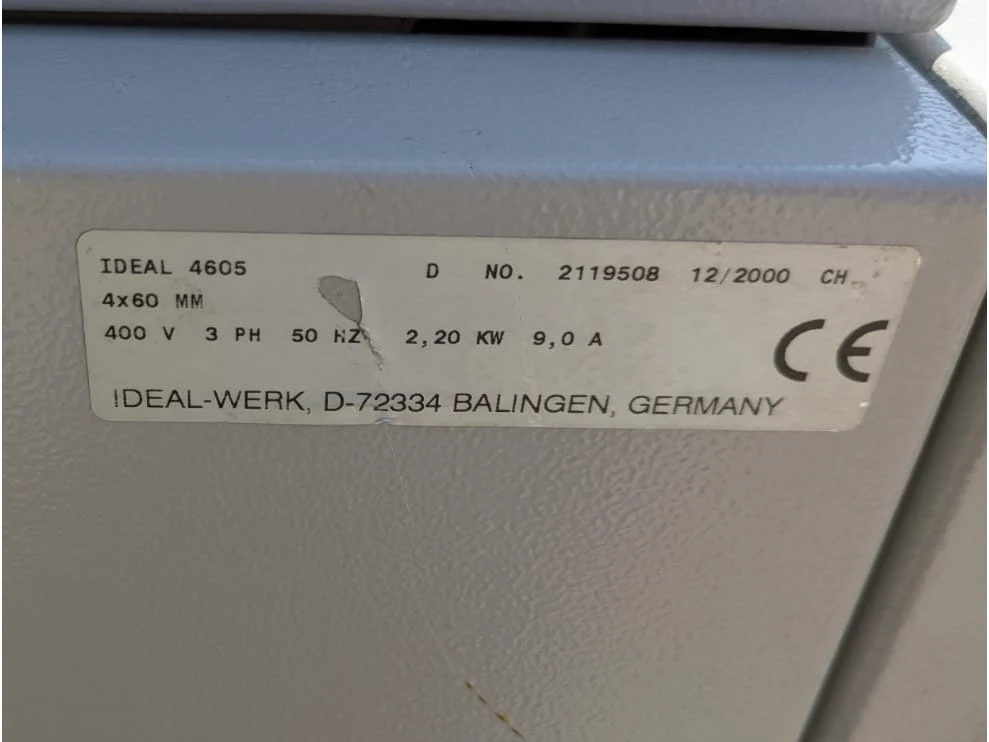 IDEAL 4605 D NO. 2119508 12/2000 CH
4x60 MM
400 V 3 PH 50 HZ 2,20 KW 9,0 A
CE
IDEAL-WERK, D-72334 BALINGEN, GERMANY